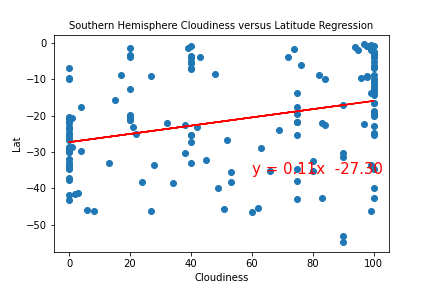 Southern Hemisphere Cloudiness versus Latitude Regression
0
−10
−20
−30
−40
−50
Lat
y = 0.11x -27.30
0 20 40 60 80 100
Cloudiness